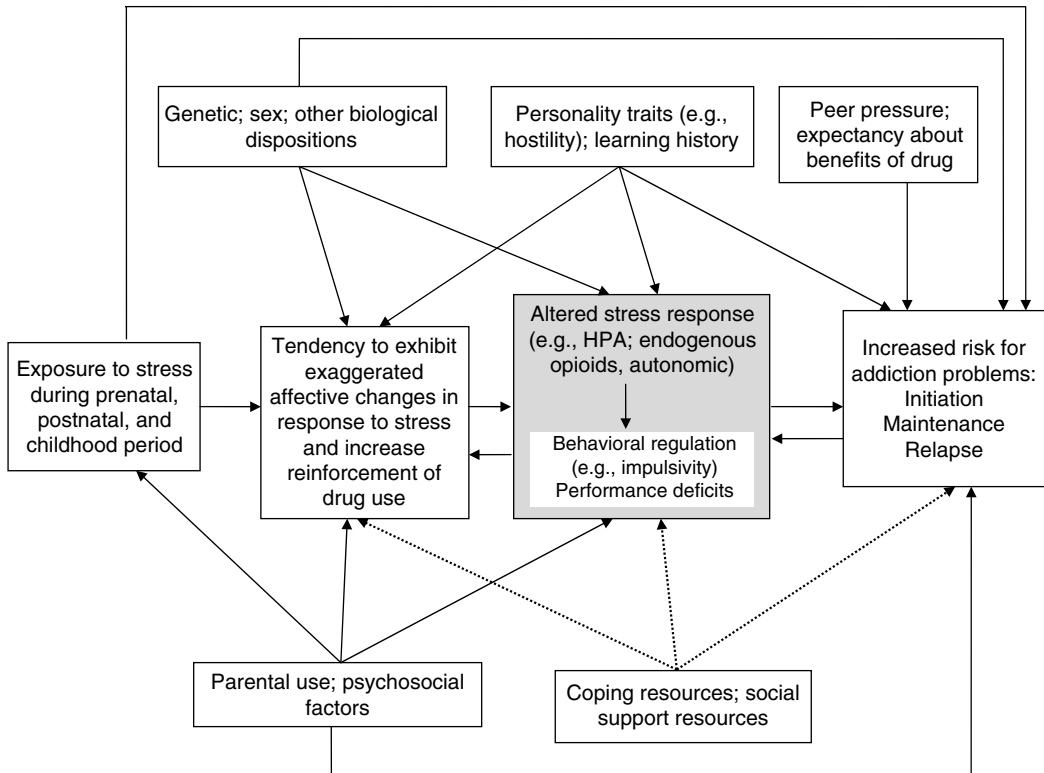 Genetic; sex; other biological
dispositions
Personality traits (e.g.,
hostility); learning history
Peer pressure;
expectancy about
benefits of drug
Exposure to stress
during prenatal,
postnatal, and
childhood period
Tendency to exhibit
exaggerated
affective changes in
response to stress
and increase
reinforcement of
drug use
Altered stress response
(e.g., HPA; endogenous
opioids, autonomic)
Behavioral regulation
(e.g., impulsivity)
Performance deficits
Increased risk for
addiction problems:
Initiation
Maintenance
Relapse
Parental use; psychosocial
factors
Coping resources; social
support resources